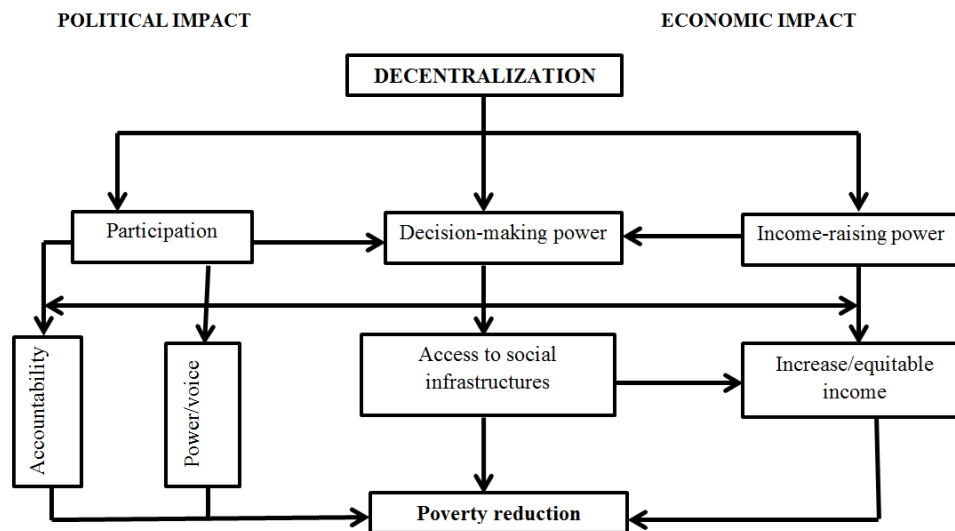 POLITICAL IMPACT
ECONOMIC IMPACT
DECENTRALIZATION
Participation
Decision-making power
Income-raising power
Accountability
Power/voice
Access to social
infrastructures
Increase/equitable
income
Poverty reduction